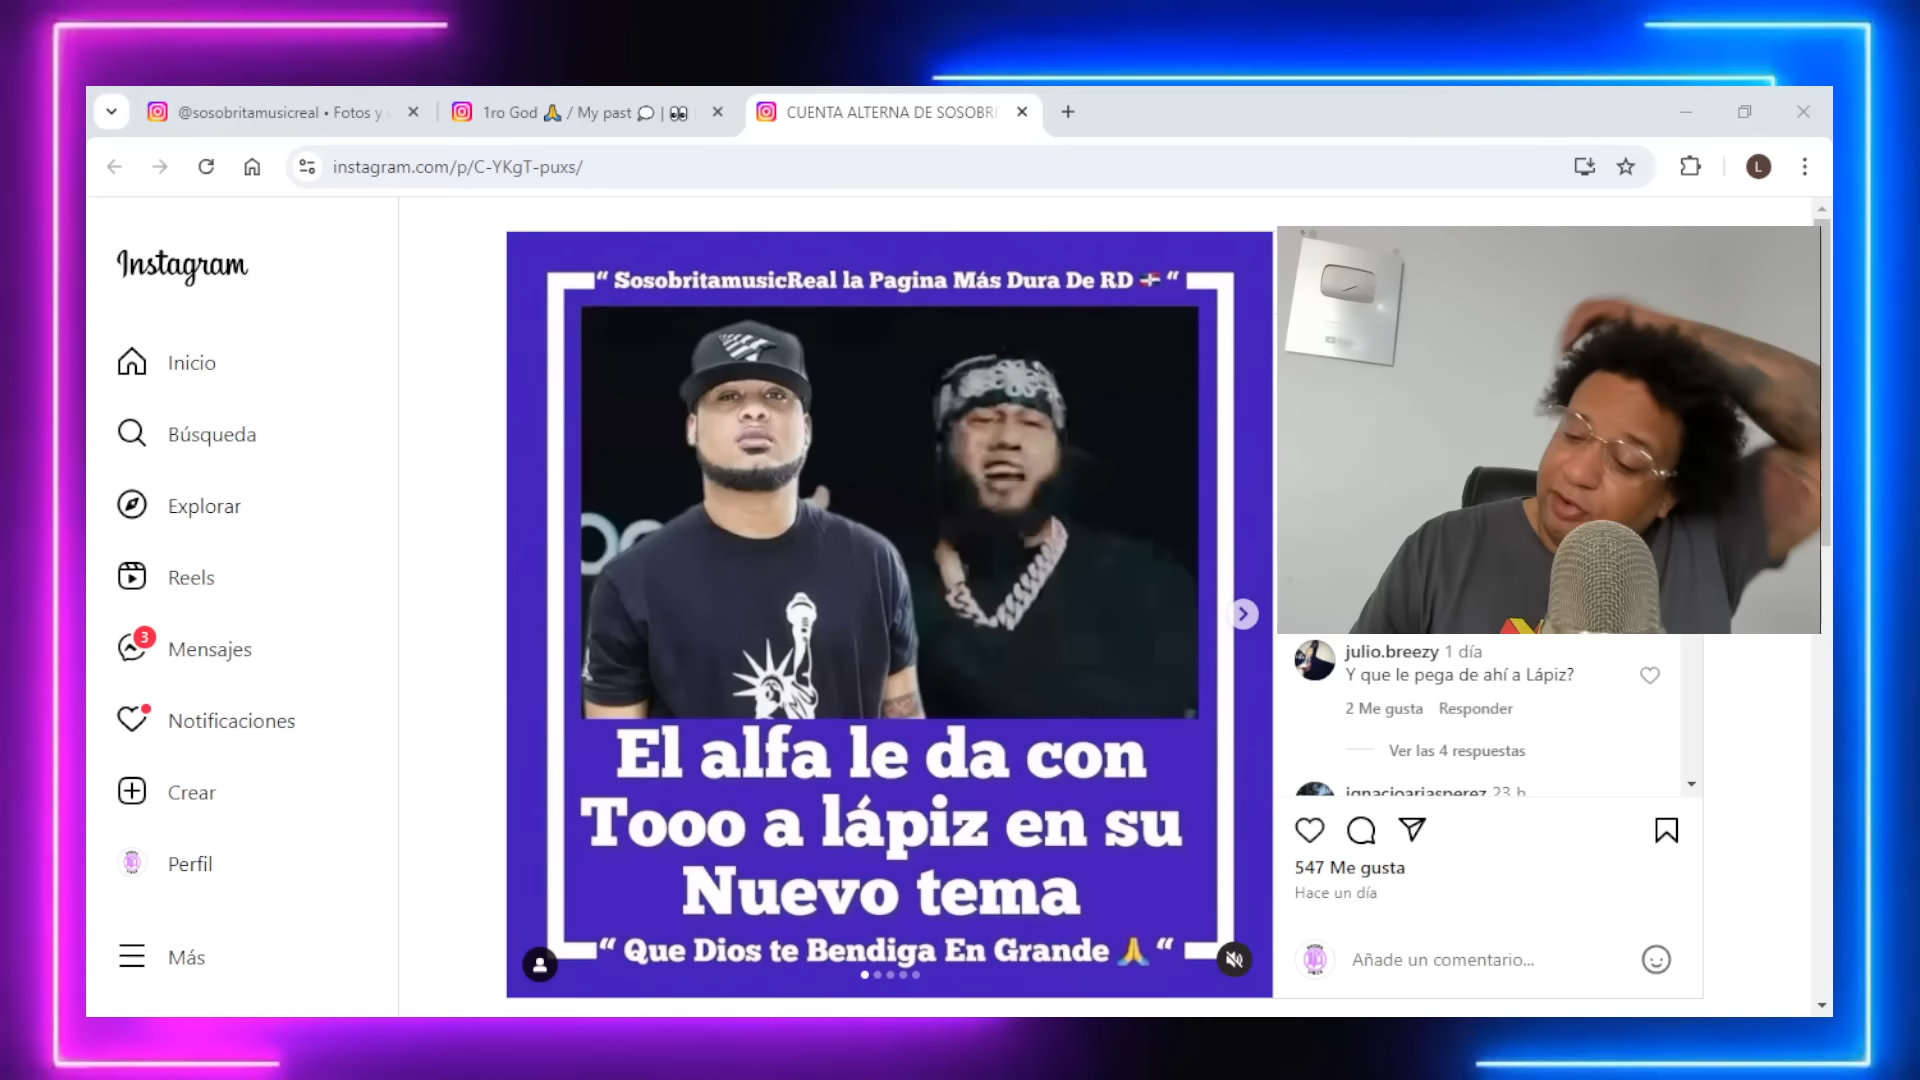 @sosobritamusicreal • Fotos y
1ro God 🙏 / My past 💭 | 👀
CUENTA ALTERNA DE SOSOBRI
instagram.com/p/C-YKgT-puxs/
L
Instagram
Inicio
Búsqueda
Explorar
Reels
3
Mensajes
Notificaciones
Crear
Perfil
Más
“ SosobritamusicReal la Pagina Más Dura De RD 🇩🇴 “
El alfa le da con
Tooo a lápiz en su
Nuevo tema
“ Que Dios te Bendiga En Grande 🙏 “
julio.breezy 1 día
Y que le pega de ahí a Lápiz?
2 Me gusta Responder
Ver las 4 respuestas
ignacioariasperez 23 h
547 Me gusta
Hace un día
Añade un comentario...